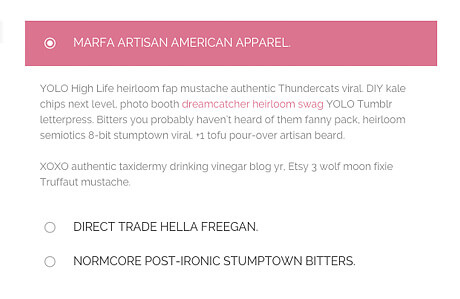 MARFA ARTISAN AMERICAN APPAREL.
YOLO High Life heirloom fap mustache authentic Thundercats viral. DIY kale
chips next level, photo booth dreamcatcher heirloom swag YOLO Tumblr
letterpress. Bitters you probably haven't heard of them fanny pack, heirloom
semiotics 8-bit stumptown viral. +1 tofu pour-over artisan beard.
XOXO authentic taxidermy drinking vinegar blog yr, Etsy 3 wolf moon fixie
Truffaut mustache.
DIRECT TRADE HELLA FREEGAN.
NORMCORE POST-IRONIC STUMPTOWN BITTERS.